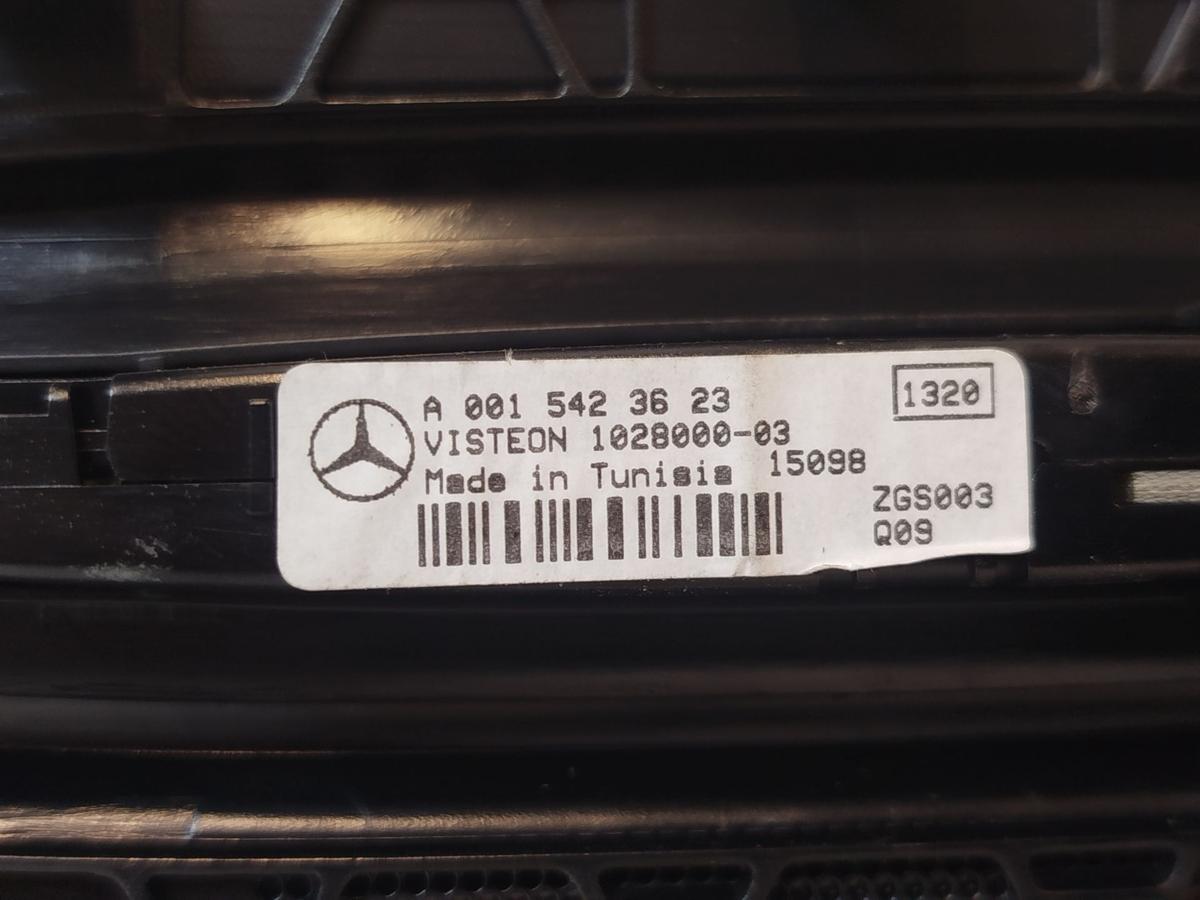 A 001 542 36 23
1320
VISTEON 1028000-03
Made in Tunisia 15098
ZGS003
Q09